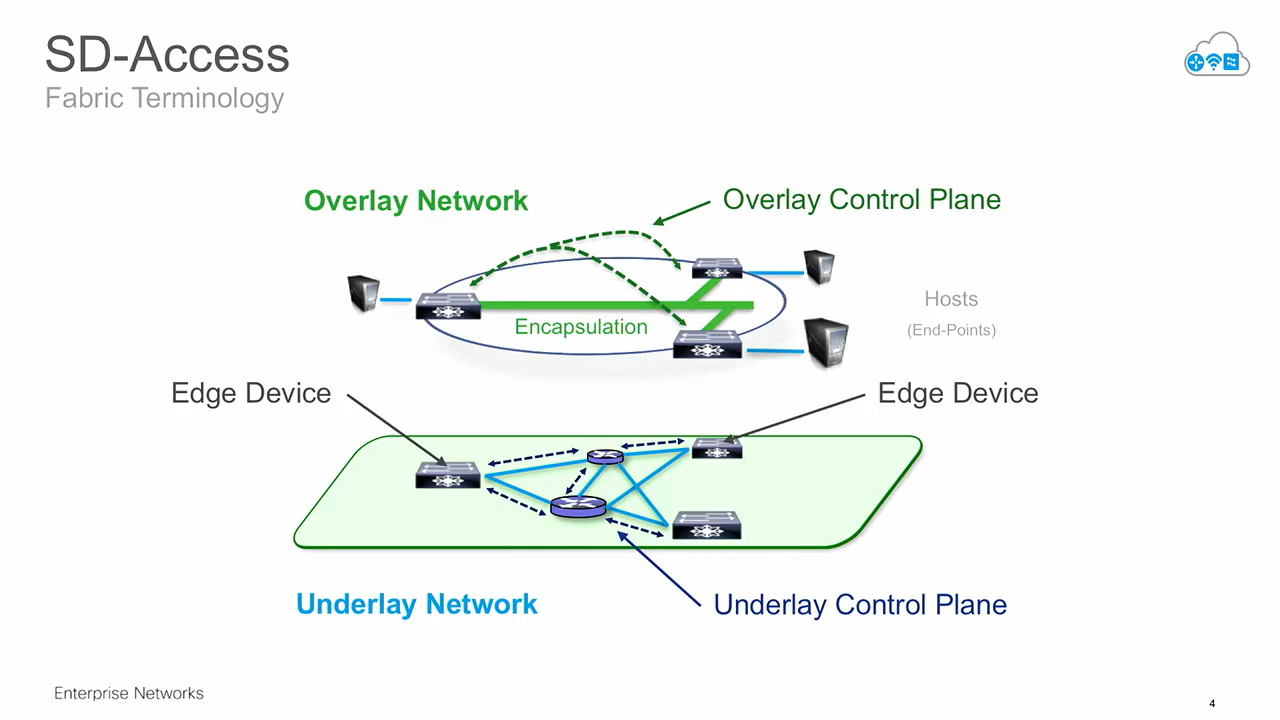 SD-Access
Fabric Terminology
Overlay Network
Overlay Control Plane
Encapsulation
Hosts
(End-Points)
Edge Device
Edge Device
Underlay Network
Underlay Control Plane
Enterprise Networks
4